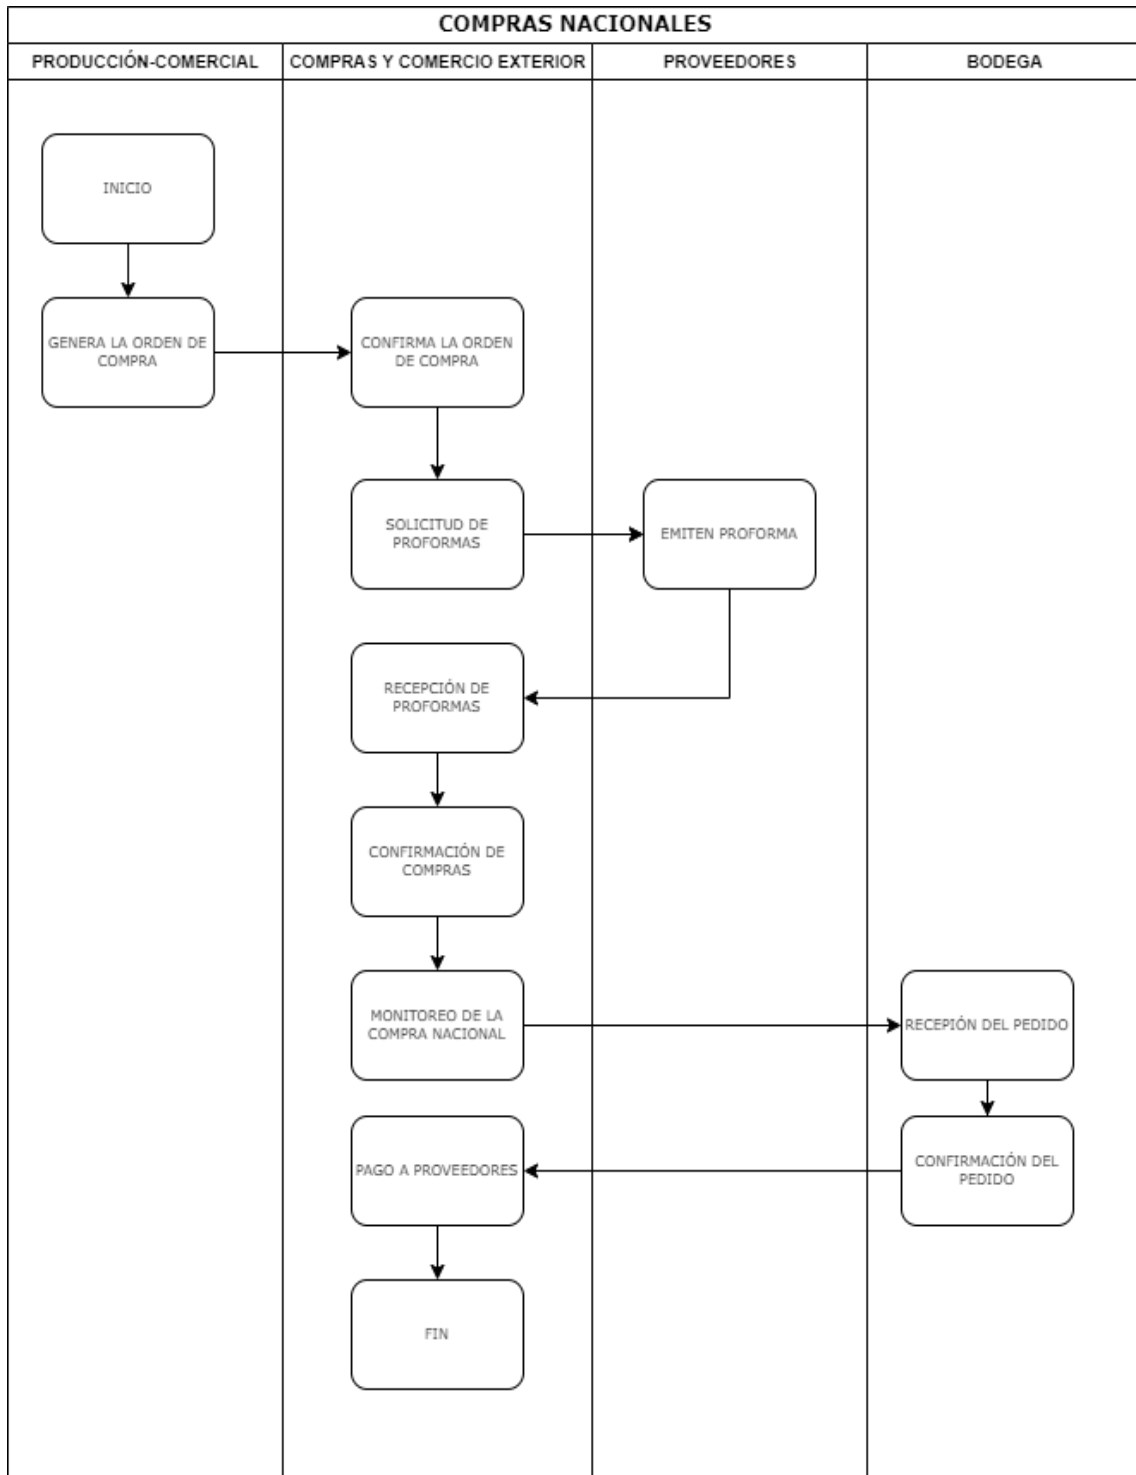 COMPRAS NACIONALES
PRODUCCIÓN-COMERCIAL
COMPRAS Y COMERCIO EXTERIOR
PROVEEDORES
BODEGA
INICIO
GENERA LA ORDEN DE
COMPRA
CONFIRMA LA ORDEN
DE COMPRA
SOLICITUD DE
PROFORMAS
EMITEN PROFORMA
RECEPCIÓN DE
PROFORMAS
CONFIRMACIÓN DE
COMPRAS
MONITOREO DE LA
COMPRA NACIONAL
RECEPIÓN DEL PEDIDO
CONFIRMACIÓN DEL
PEDIDO
PAGO A PROVEEDORES
FIN